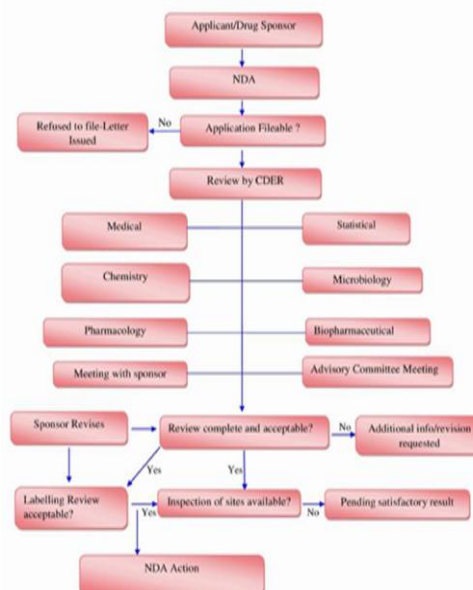 Applicant/Drug Sponsor
NDA
No
Refused to file-Letter
Issued
Application Fileable ?
Review by CDER
Medical
Statistical
Chemistry
Microbiology
Pharmacology
Biopharmaceutical
Meeting with sponsor
Advisory Committee Meeting
Sponsor Revises
Review complete and acceptable?
No
Additional info/revision
requested
Yes
Yes
Labelling Review
acceptable?
Yes
Inspection of sites available?
No
Pending satisfactory result
NDA Action